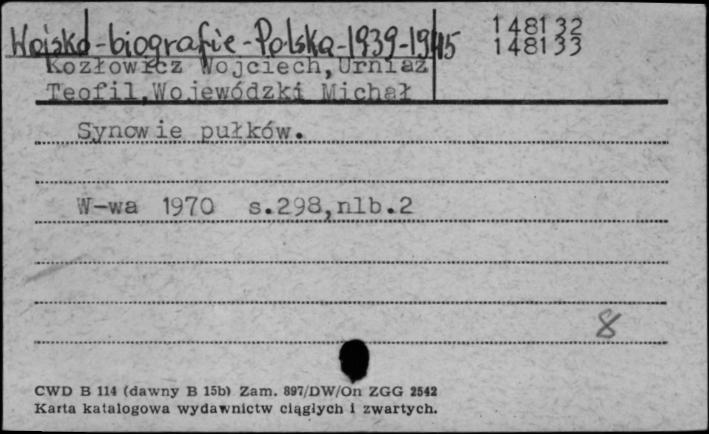 Wojsko-biografie-Polska-1939-1945 148132
148133
Kozłowicz Wojciech,Urniaż
Teofil,Wojewódzki Michał
Synowie pułków.
W-wa 1970 s.298,nlb.2
8
CWD B 114 (dawny B 15b) Zam. 897/DW/On ZGG 2542
Karta katalogowa wydawnictw ciągłych i zwartych.